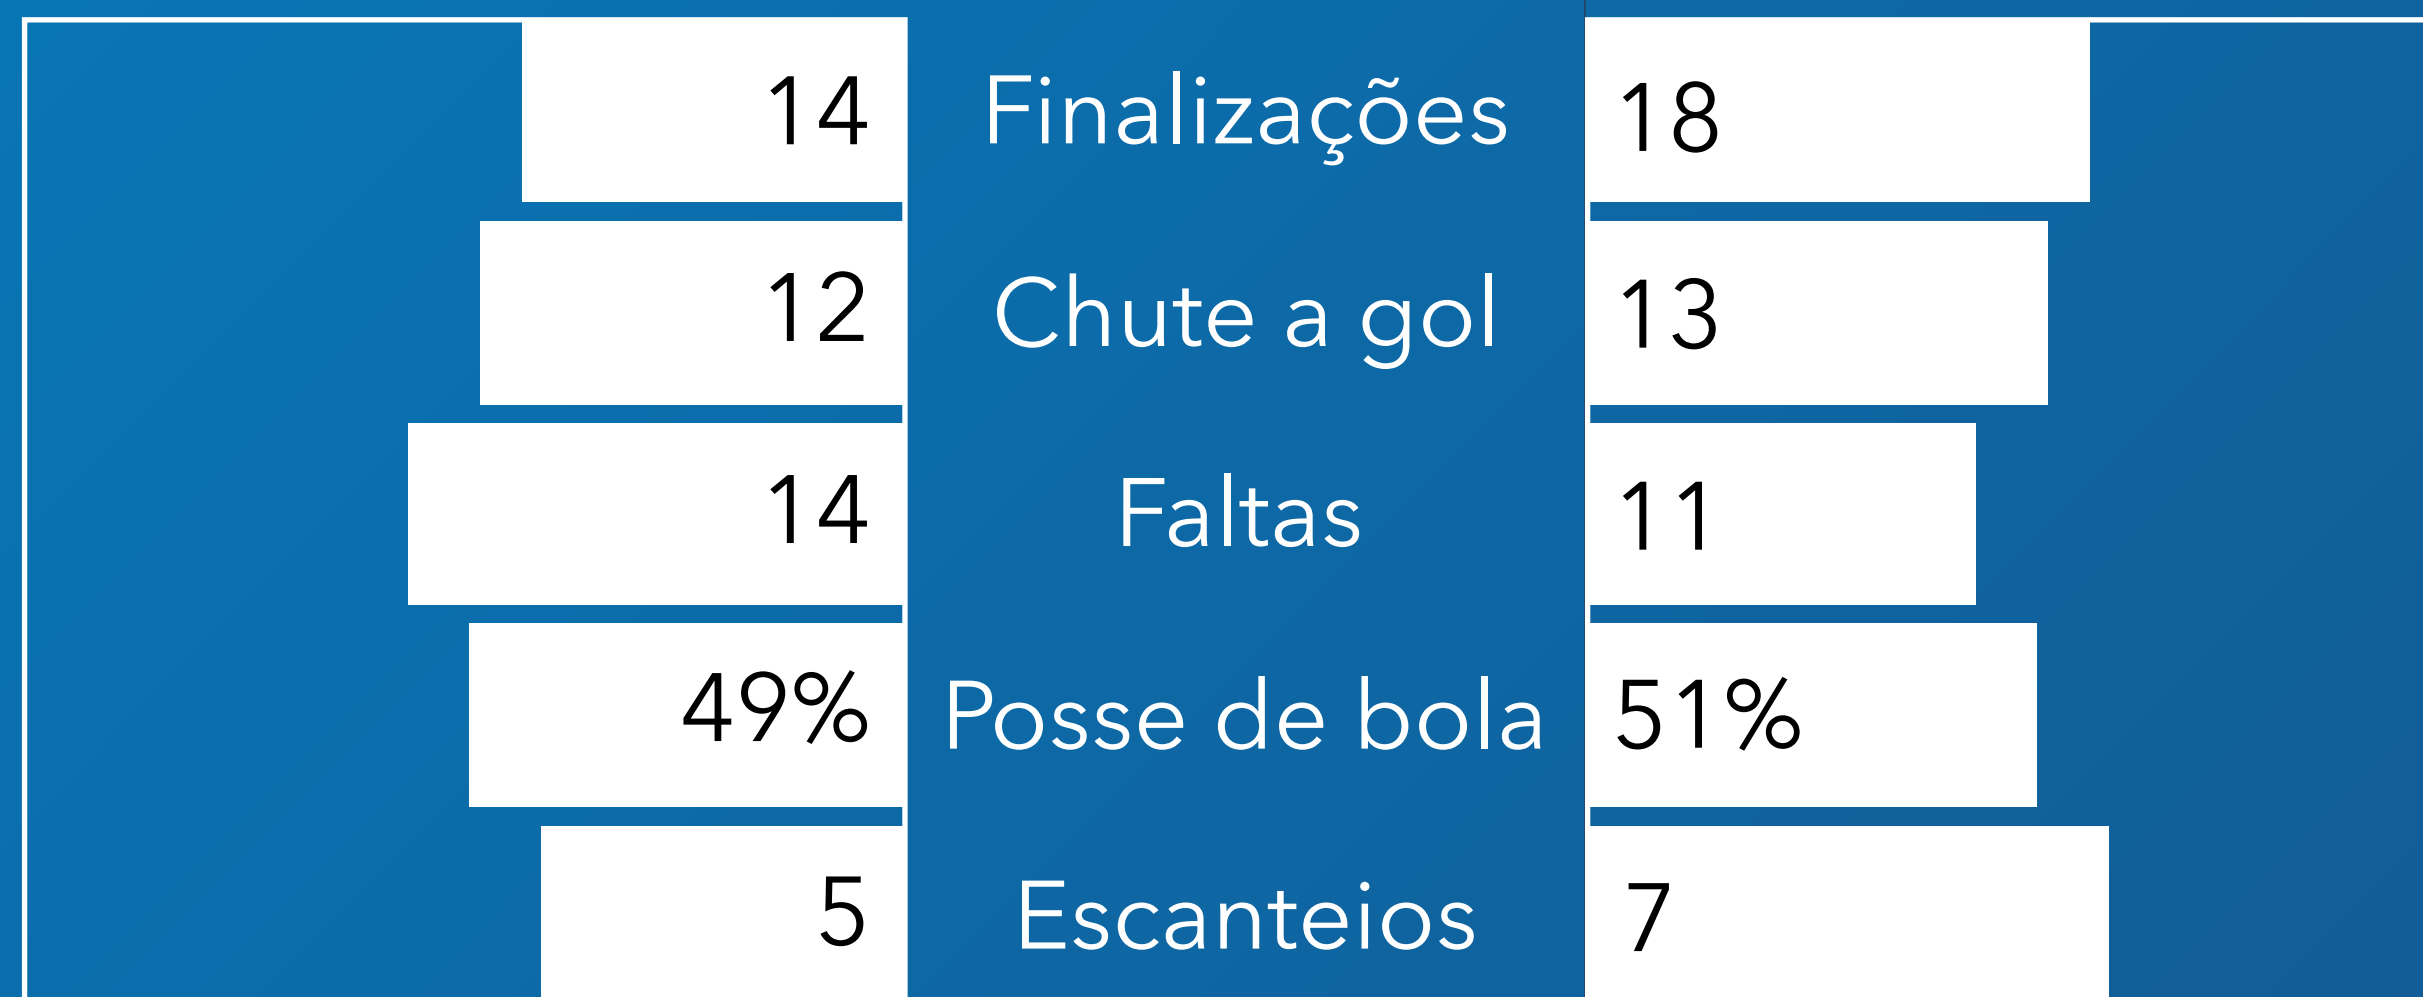 14 Finalizações 18
12 Chute a gol 13
14 Faltas 11
49% Posse de bola 51%
5 Escanteios 7